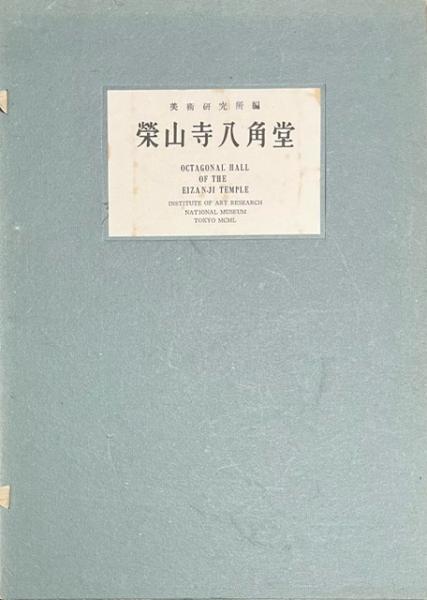 美術研究所編
榮山寺八角堂
OCTAGONAL HALL
OF THE
EIZANJI TEMPLE
INSTITUTE OF ART RESEARCH
NATIONAL MUSEUM
TOKYO MCML